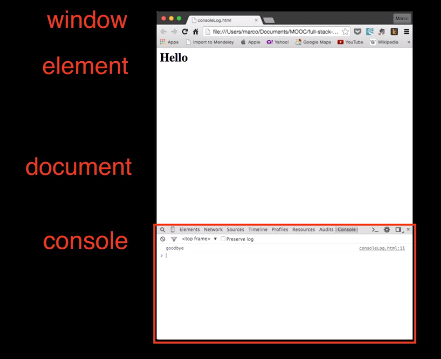 window
element
document
console
consoleLog.html
Marco
file:///Users/marco/Documents/MOOC/full-stack-
Apps Import to Mendeley Apple Yahoo! Google Maps YouTube Wikipedia »
Hello
Elements Network Sources Timeline Profiles Resources Audits Console
<top frame> ▼ Preserve log
goodbye consoleLog.html:11
>